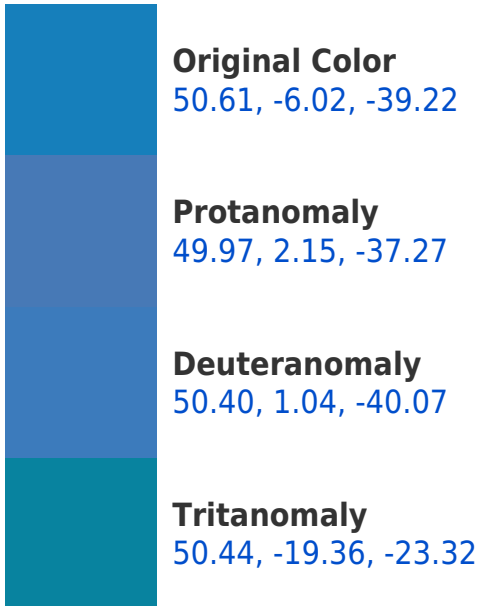 Original Color
50.61, -6.02, -39.22
Protanomaly
49.97, 2.15, -37.27
Deuteranomaly
50.40, 1.04, -40.07
Tritanomaly
50.44, -19.36, -23.32